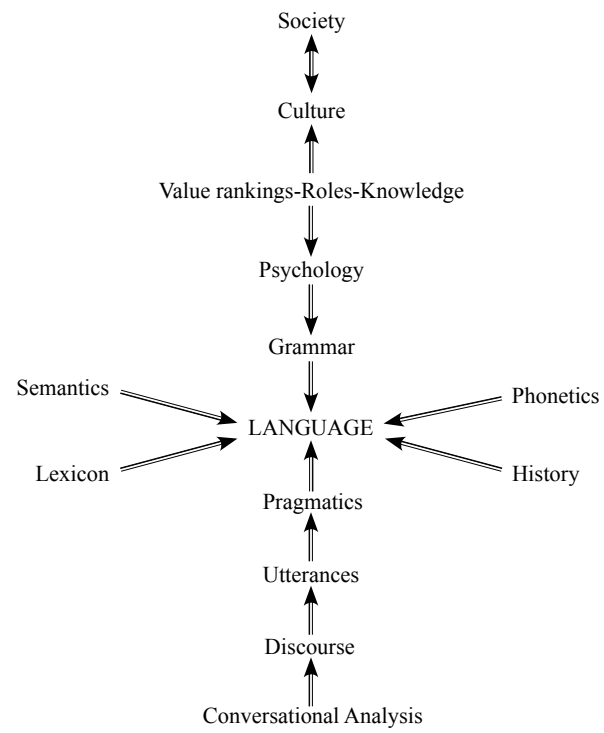 Society
Culture
Value rankings-Roles-Knowledge
Psychology
Grammar
Semantics
Phonetics
LANGUAGE
Lexicon
History
Pragmatics
Utterances
Discourse
Conversational Analysis